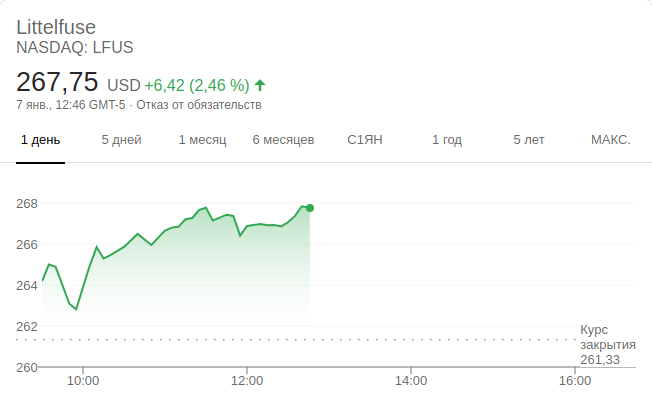 Littelfuse
NASDAQ: LFUS
267,75 USD +6,42 (2,46 %)
7 янв., 12:46 GMT-5 · Отказ от обязательств
1 день 5 дней 1 месяц 6 месяцев С1ЯН 1 год 5 лет МАКС.
268
266
264
262
260
Курс
закрытия
261,33
10:00 12:00 14:00 16:00